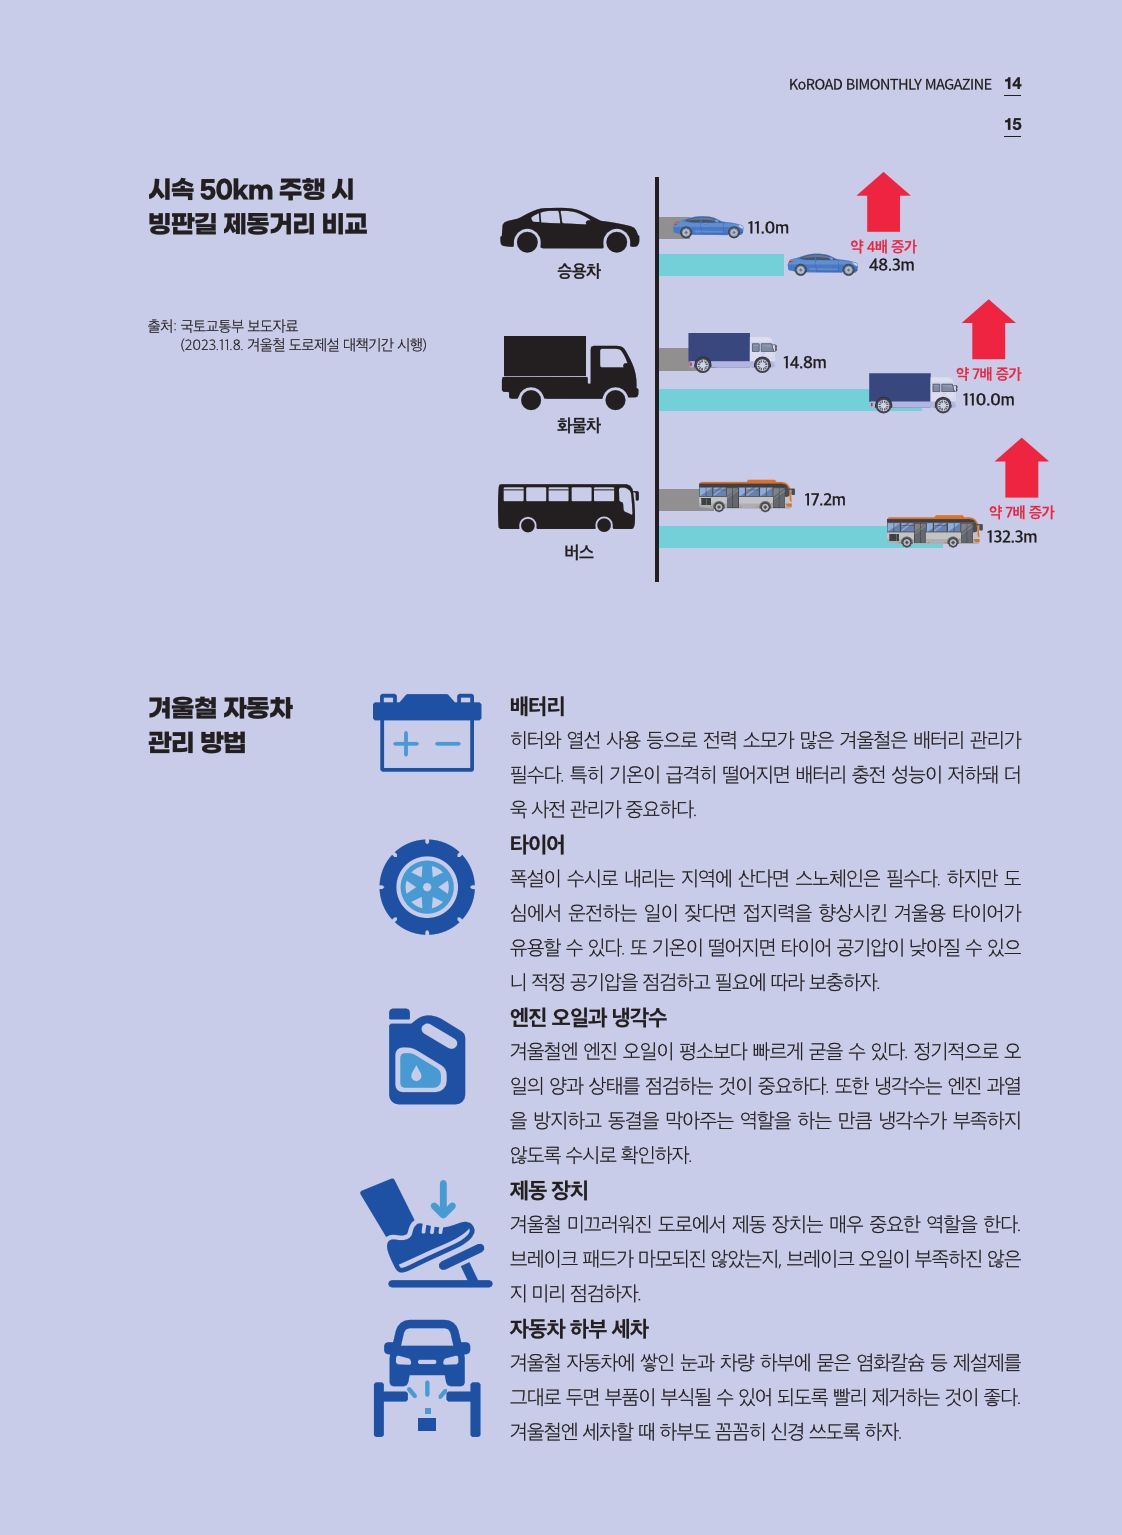 KoROAD BIMONTHLY MAGAZINE 14
15
시속 50km 주행 시
빙판길 제동거리 비교
출처: 국토교통부 보도자료
(2023.11.8. 겨울철 도로제설 대책기간 시행)
승용차
11.0m
약 4배 증가
48.3m
화물차
14.8m
약 7배 증가
110.0m
버스
17.2m
약 7배 증가
132.3m
겨울철 자동차
관리 방법
배터리
히터와 열선 사용 등으로 전력 소모가 많은 겨울철은 배터리 관리가
필수다. 특히 기온이 급격히 떨어지면 배터리 충전 성능이 저하돼 더
욱 사전 관리가 중요하다.
타이어
폭설이 수시로 내리는 지역에 산다면 스노체인은 필수다. 하지만 도
심에서 운전하는 일이 잦다면 접지력을 향상시킨 겨울용 타이어가
유용할 수 있다. 또 기온이 떨어지면 타이어 공기압이 낮아질 수 있으
니 적정 공기압을 점검하고 필요에 따라 보충하자.
엔진 오일과 냉각수
겨울철엔 엔진 오일이 평소보다 빠르게 굳을 수 있다. 정기적으로 오
일의 양과 상태를 점검하는 것이 중요하다. 또한 냉각수는 엔진 과열
을 방지하고 동결을 막아주는 역할을 하는 만큼 냉각수가 부족하지
않도록 수시로 확인하자.
제동 장치
겨울철 미끄러워진 도로에서 제동 장치는 매우 중요한 역할을 한다.
브레이크 패드가 마모되진 않았는지, 브레이크 오일이 부족하진 않은
지 미리 점검하자.
자동차 하부 세차
겨울철 자동차에 쌓인 눈과 차량 하부에 묻은 염화칼슘 등 제설제를
그대로 두면 부품이 부식될 수 있어 되도록 빨리 제거하는 것이 좋다.
겨울철엔 세차할 때 하부도 꼼꼼히 신경 쓰도록 하자.